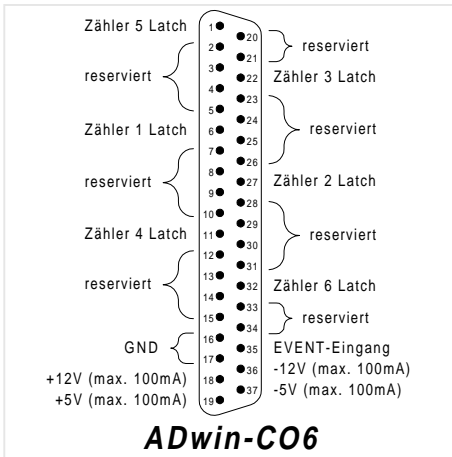 Zähler 5 Latch
reserviert
Zähler 1 Latch
reserviert
Zähler 4 Latch
reserviert
GND
+12V (max. 100mA)
+5V (max. 100mA)
1
2
3
4
5
6
7
8
9
10
11
12
13
14
15
16
17
18
19
20
21
22
23
24
25
26
27
28
29
30
31
32
33
34
35
36
37
reserviert
Zähler 3 Latch
reserviert
Zähler 2 Latch
reserviert
Zähler 6 Latch
reserviert
EVENT-Eingang
-12V (max. 100mA)
-5V (max. 100mA)
ADwin-CO6